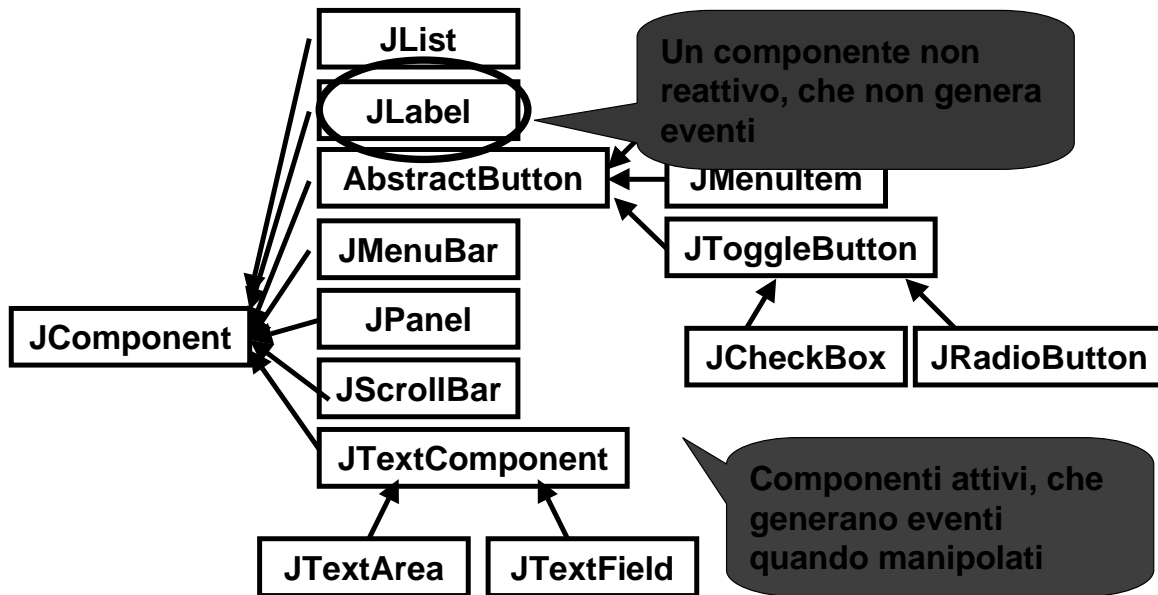 JList
Un componente non
reattivo, che non genera
eventi
JLabel
AbstractButton
JMenuItem
JMenuBar
JToggleButton
JComponent
JPanel
JCheckBox
JRadioButton
JScrollBar
JTextComponent
Componenti attivi, che
generano eventi
quando manipolati
JTextArea
JTextField